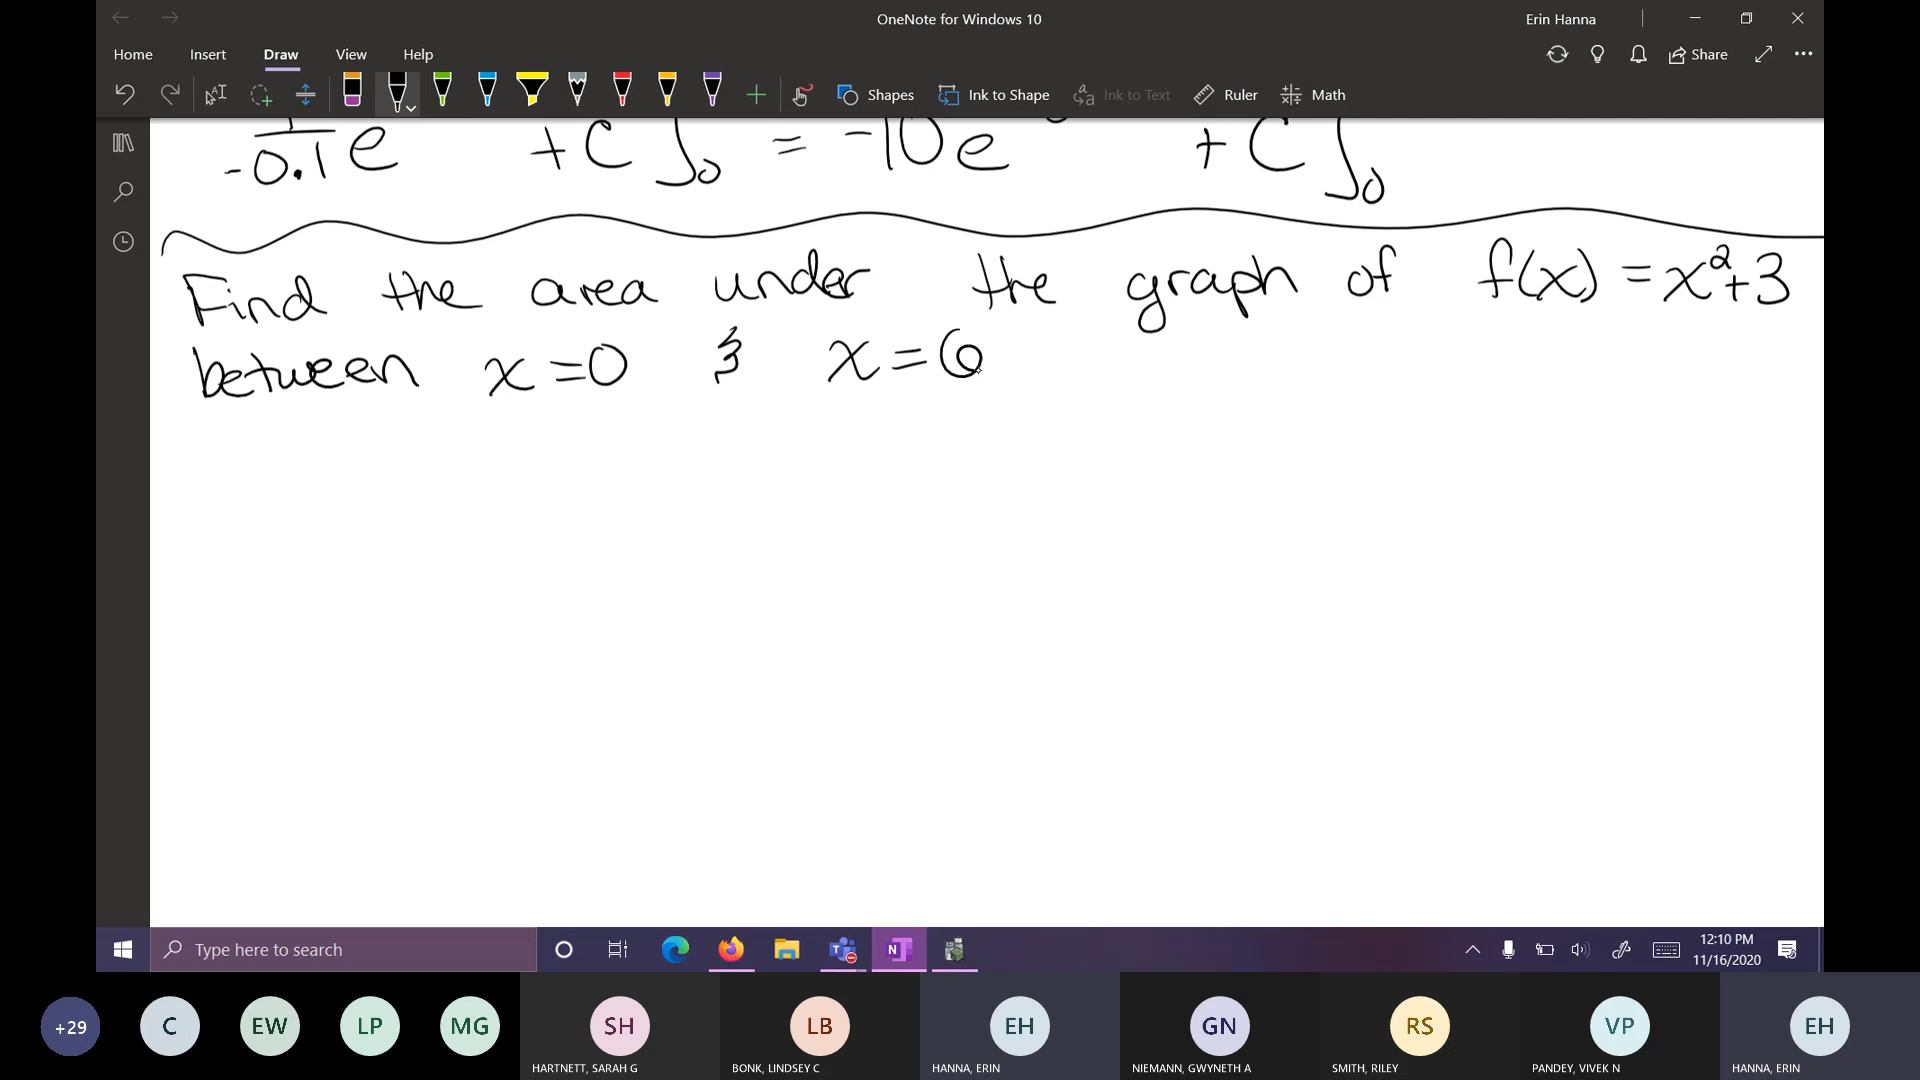 OneNote for Windows 10
Erin Hanna
Home Insert Draw View Help
Share
Shapes Ink to Shape Ink to Text Ruler Math
-0.1 e + C ∫0 = -10e + C ∫0
Find the area under the graph of f(x) = x²+3
between x=0 & x=6
Type here to search
12:10 PM
11/16/2020
+29 C EW LP MG SH LB EH GN RS VP EH
HARTNETT, SARAH G BONK, LINDSEY C HANNA, ERIN NIEMANN, GWYNETH A SMITH, RILEY PANDEY, VIVEK N HANNA, ERIN